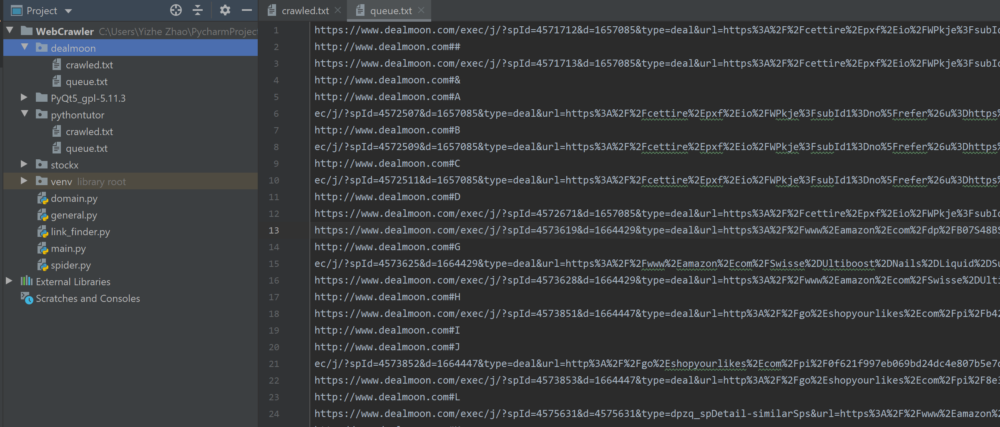 Project
WebCrawler C:\Users\Yizhe Zhao\PycharmProjec
dealmoon
crawled.txt
queue.txt
PyQt5_gpl-5.11.3
pythontutor
crawled.txt
queue.txt
stockx
venv library root
domain.py
general.py
link_finder.py
main.py
spider.py
External Libraries
Scratches and Consoles
crawled.txt queue.txt
1 https://www.dealmoon.com/exec/j/?spId=4571712&d=1657085&type=deal&url=https%3A%2F%2Fcettire%2Epxf%2Eio%2FWPkje%3FsubId
2 http://www.dealmoon.com##
3 https://www.dealmoon.com/exec/j/?spId=4571713&d=1657085&type=deal&url=https%3A%2F%2Fcettire%2Epxf%2Eio%2FWPkje%3FsubId
4 http://www.dealmoon.com#&
5 http://www.dealmoon.com#A
6 ec/j/?spId=4572507&d=1657085&type=deal&url=https%3A%2F%2Fcettire%2Epxf%2Eio%2FWPkje%3FsubId1%3Dno%5Frefer%26u%3Dhttps%
7 http://www.dealmoon.com#B
8 ec/j/?spId=4572509&d=1657085&type=deal&url=https%3A%2F%2Fcettire%2Epxf%2Eio%2FWPkje%3FsubId1%3Dno%5Frefer%26u%3Dhttps%
9 http://www.dealmoon.com#C
10 ec/j/?spId=4572511&d=1657085&type=deal&url=https%3A%2F%2Fcettire%2Epxf%2Eio%2FWPkje%3FsubId1%3Dno%5Frefer%26u%3Dhttps%
11 http://www.dealmoon.com#D
12 https://www.dealmoon.com/exec/j/?spId=4572671&d=1657085&type=deal&url=https%3A%2F%2Fcettire%2Epxf%2Eio%2FWPkje%3FsubId
13 https://www.dealmoon.com/exec/j/?spId=4573619&d=1664429&type=deal&url=https%3A%2F%2Fwww%2Eamazon%2Ecom%2Fdp%2FB07S48BS
14 http://www.dealmoon.com#G
15 ec/j/?spId=4573625&d=1664429&type=deal&url=https%3A%2F%2Fwww%2Eamazon%2Ecom%2FSwisse%2DUltiboost%2DNails%2DLiquid%2DSu
16 https://www.dealmoon.com/exec/j/?spId=4573628&d=1664429&type=deal&url=https%3A%2F%2Fwww%2Eamazon%2Ecom%2FSwisse%2DUlti
17 http://www.dealmoon.com#H
18 https://www.dealmoon.com/exec/j/?spId=4573851&d=1664447&type=deal&url=http%3A%2F%2Fgo%2Eshopyourlikes%2Ecom%2Fpi%2Fb42
19 http://www.dealmoon.com#I
20 http://www.dealmoon.com#J
21 ec/j/?spId=4573852&d=1664447&type=deal&url=http%3A%2F%2Fgo%2Eshopyourlikes%2Ecom%2Fpi%2F0f621f997eb069bd24dc4e807b5e7d
22 https://www.dealmoon.com/exec/j/?spId=4573853&d=1664447&type=deal&url=http%3A%2F%2Fgo%2Eshopyourlikes%2Ecom%2Fpi%2F8e3
23 http://www.dealmoon.com#L
24 https://www.dealmoon.com/exec/j/?spId=4575631&d=4575631&type=dpzq_spDetail-similarSps&url=https%3A%2F%2Fwww%2Eamazon%2